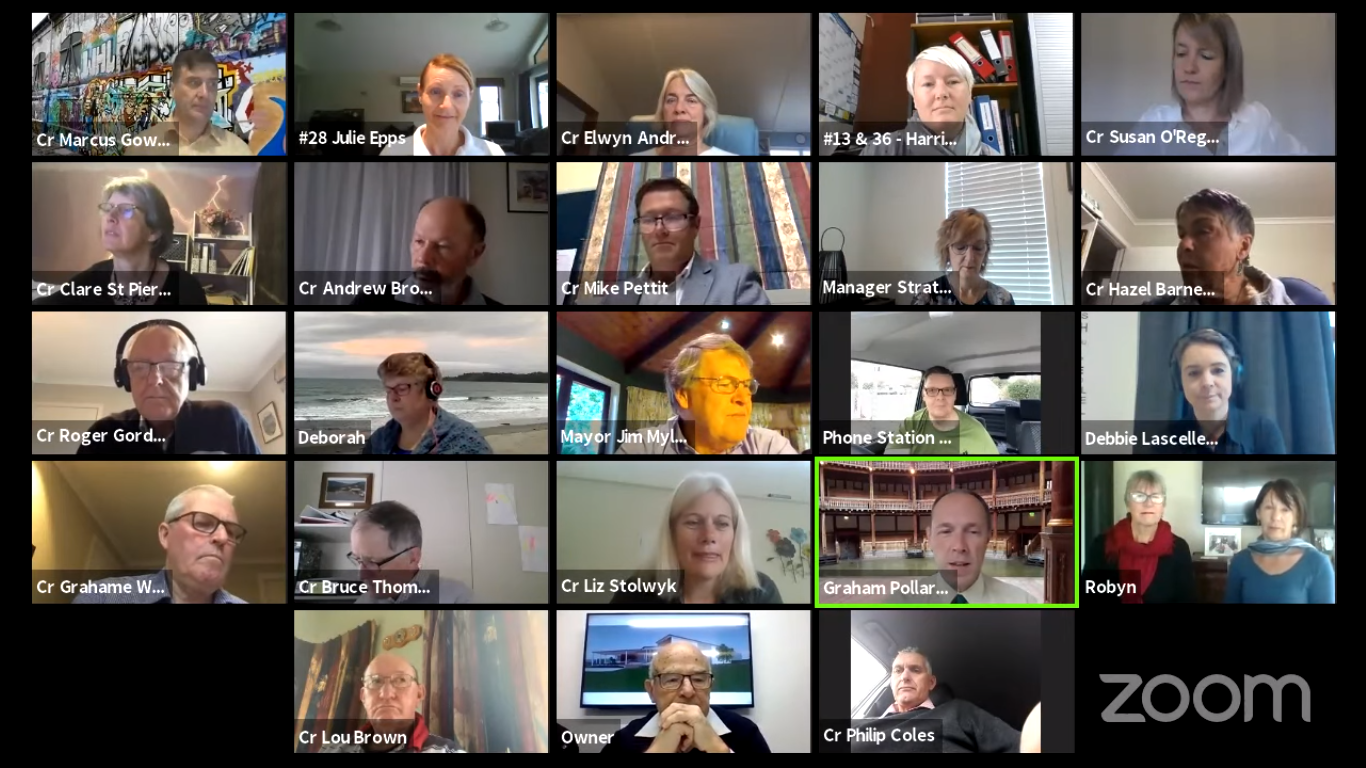 Cr Marcus Gow...
#28 Julie Epps
Cr Elwyn Andr...
#13 & 36 - Harri...
Cr Susan O'Reg...
Cr Clare St Pier...
Cr Andrew Bro...
Cr Mike Pettit
Manager Strat...
Cr Hazel Barne...
Cr Roger Gord...
Deborah
Mayor Jim Myl...
Phone Station ...
Debbie Lascelle...
Cr Grahame W...
Cr Bruce Thom...
Cr Liz Stolwyk
Graham Pollar...
Robyn
Cr Lou Brown
Owner
Cr Philip Coles
zoom